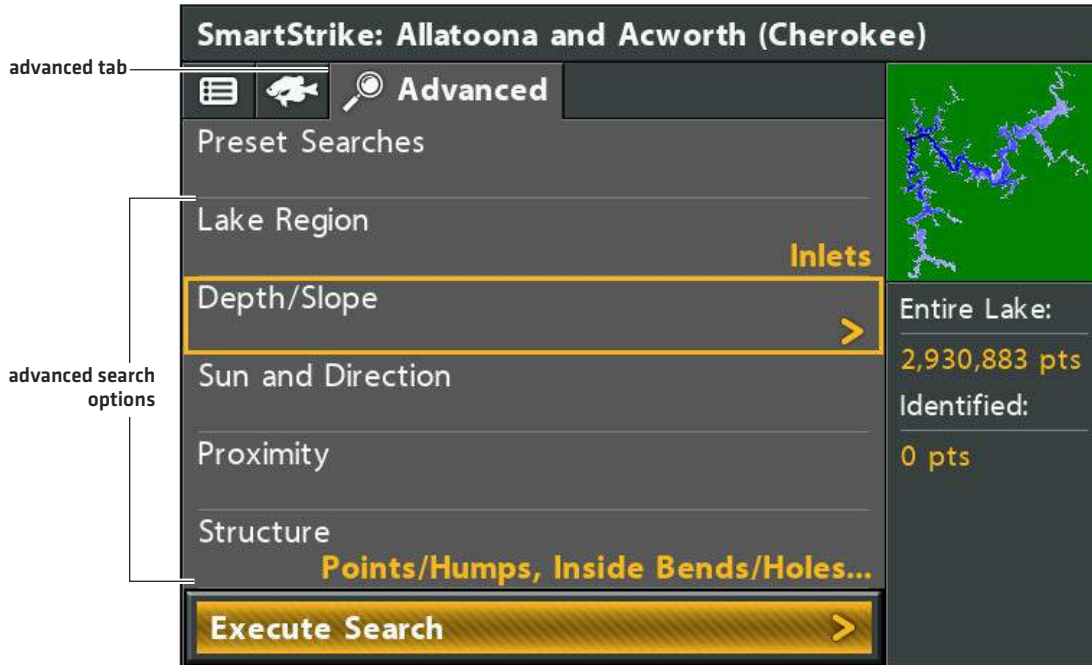 SmartStrike: Allatoona and Acworth (Cherokee)
advanced tab
Advanced
Preset Searches
Lake Region
Inlets
Depth/Slope
>
Sun and Direction
Proximity
Structure
Points/Humps, Inside Bends/Holes...
Execute Search >
advanced search
options
Entire Lake:
2,930,883 pts
Identified:
0 pts